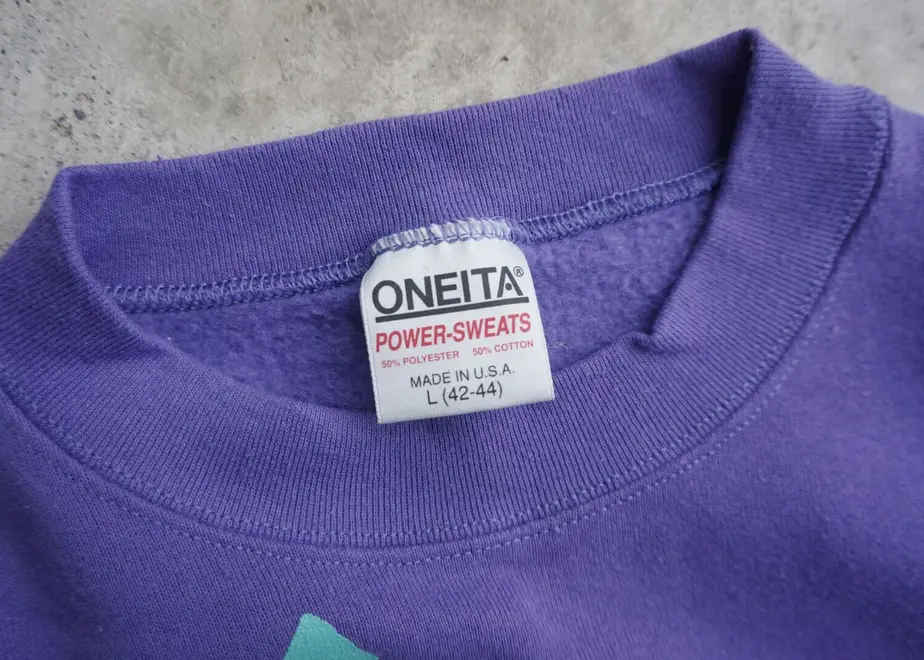 ONEITA®
POWER-SWEATS
50% POLYESTER 50% COTTON
MADE IN U.S.A.
L (42-44)